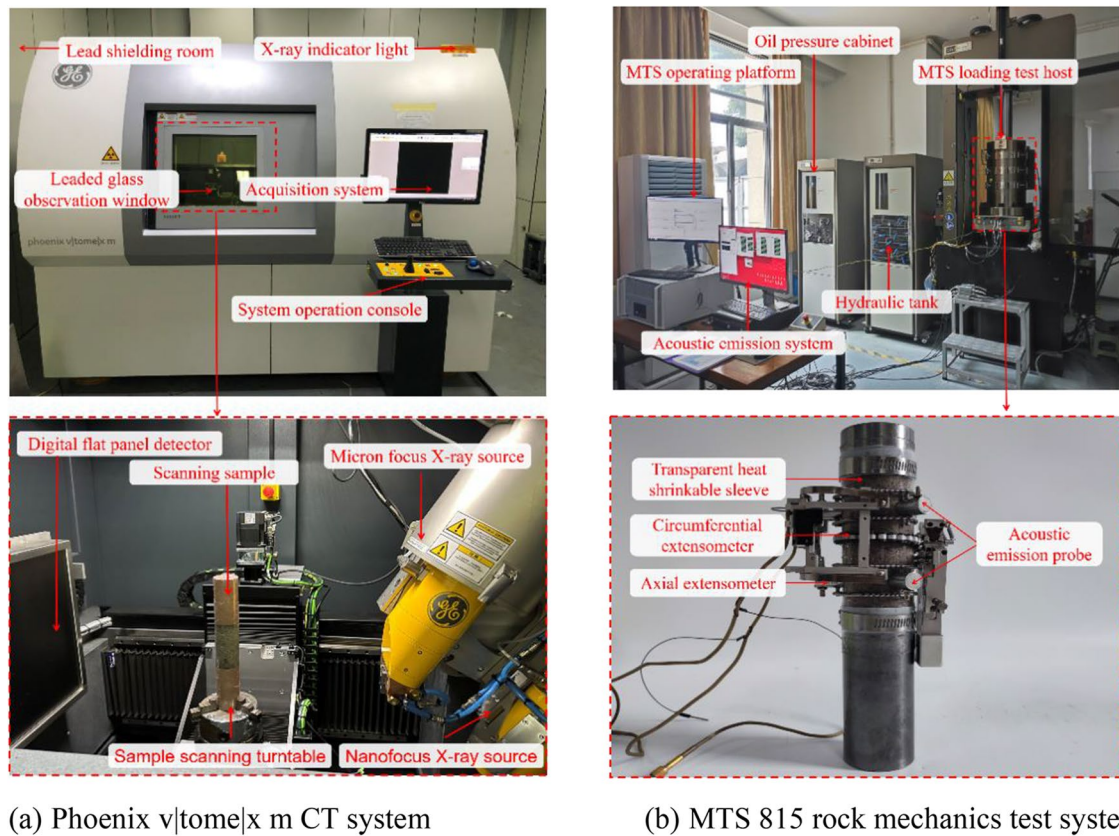 Lead shielding room
X-ray indicator light
GE
Leaded glass
observation window
Acquisition system
phoenix v|tome|x m
System operation console
Oil pressure cabinet
MTS operating platform
MTS loading test host
Hydraulic tank
Acoustic emission system
Digital flat panel detector
Scanning sample
Micron focus X-ray source
GE
Sample scanning turntable
Nanofocus X-ray source
Transparent heat
shrinkable sleeve
Circumferential
extensometer
Axial extensometer
Acoustic
emission probe
(a) Phoenix v|tome|x m CT system
(b) MTS 815 rock mechanics test syste